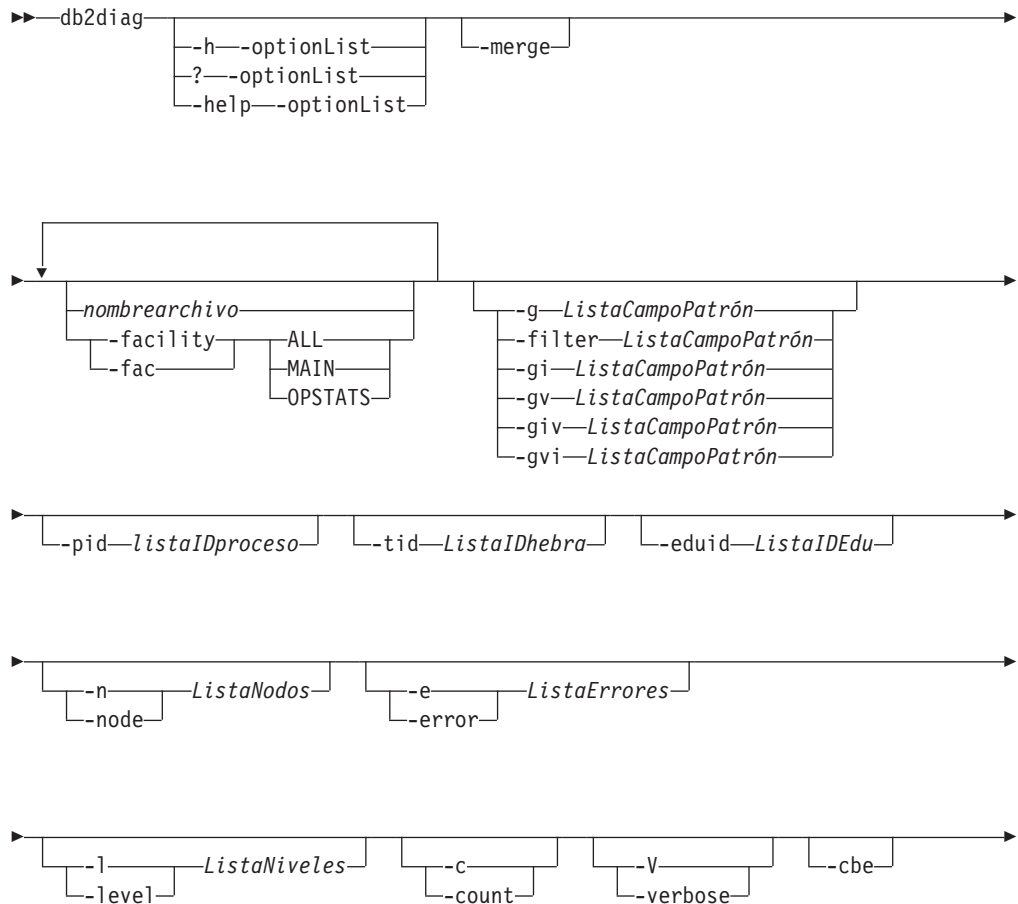 db2diag
-h -optionList -merge
? -optionList
-help -optionList
nombrearchivo -g ListaCampoPatrón
-facility ALL -filter ListaCampoPatrón
-fac MAIN -gi ListaCampoPatrón
OPSTATS -gv ListaCampoPatrón
-giv ListaCampoPatrón
-gvi ListaCampoPatrón
-pid listaIDproceso -tid ListaIDhebra -eduid ListaIDEdu
-n ListaNodos -e ListaErrores
-node -error
-l ListaNiveles -c -V -cbe
-level -count -verbose